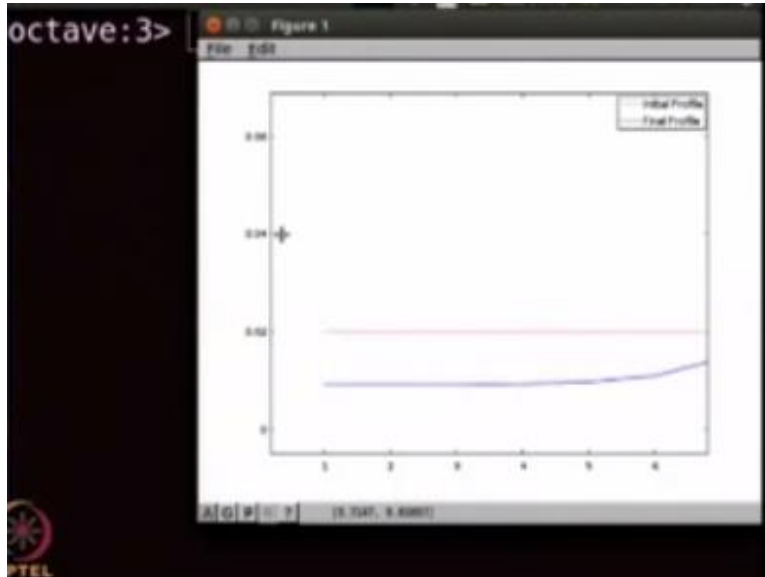 octave:3>
Figure 1
File Edit
Initial Profile
Final Profile
0.06
0.04
0.02
0
1 2 3 4 5 6
A G P ?
PTEL